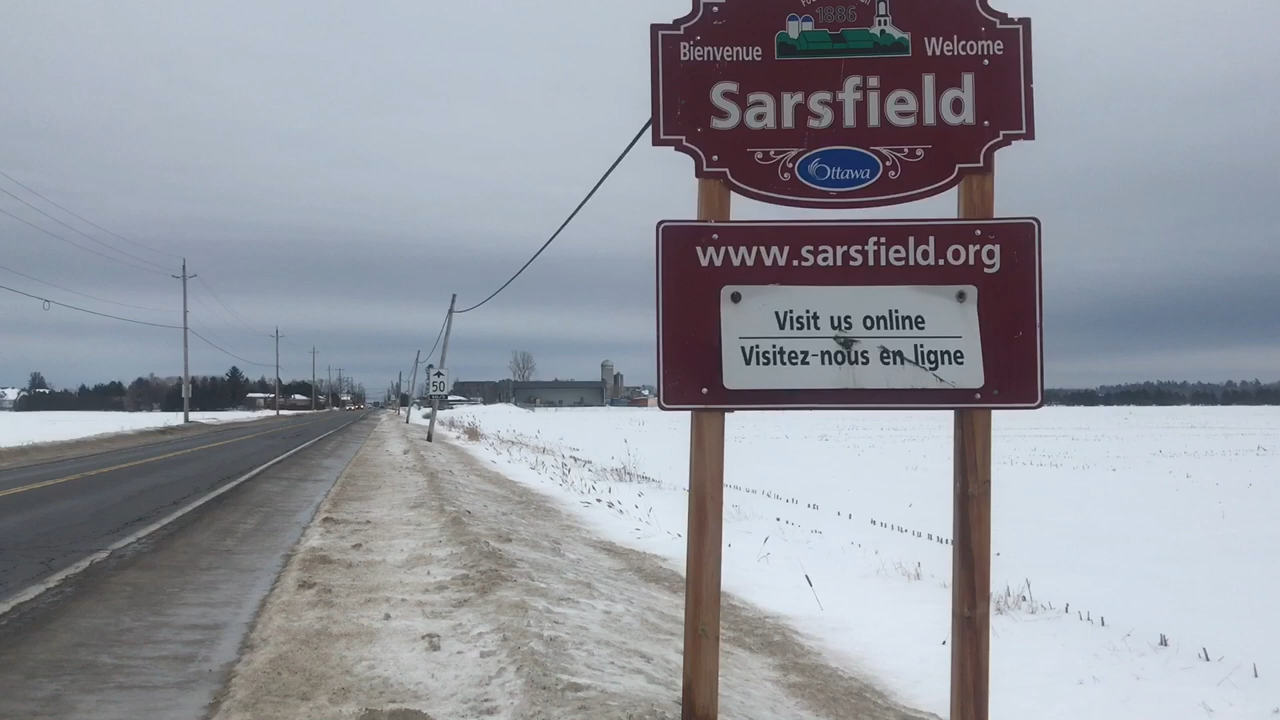 1886
Bienvenue
Welcome
Sarsfield
Ottawa
www.sarsfield.org
Visit us online
Visitez-nous en ligne
50